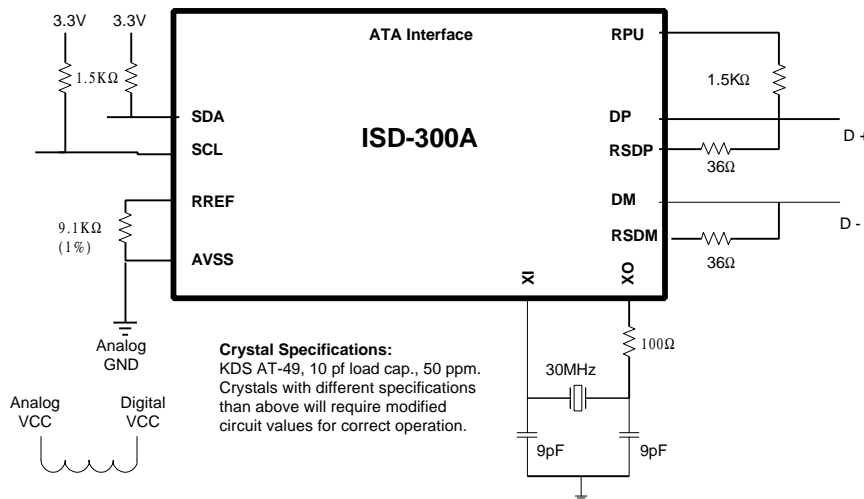 3.3V 3.3V
ATA Interface
RPU
1.5KΩ
1.5KΩ
SDA
DP
D +
ISD-300A
SCL
RSDP
36Ω
RREF
DM
9.1KΩ
(1%)
D -
RSDM
AVSS
36Ω
XI
XO
Analog
GND
100Ω
Crystal Specifications:
KDS AT-49, 10 pf load cap., 50 ppm.
Crystals with different specifications
than above will require modified
circuit values for correct operation.
30MHz
Analog
VCC
Digital
VCC
9pF
9pF